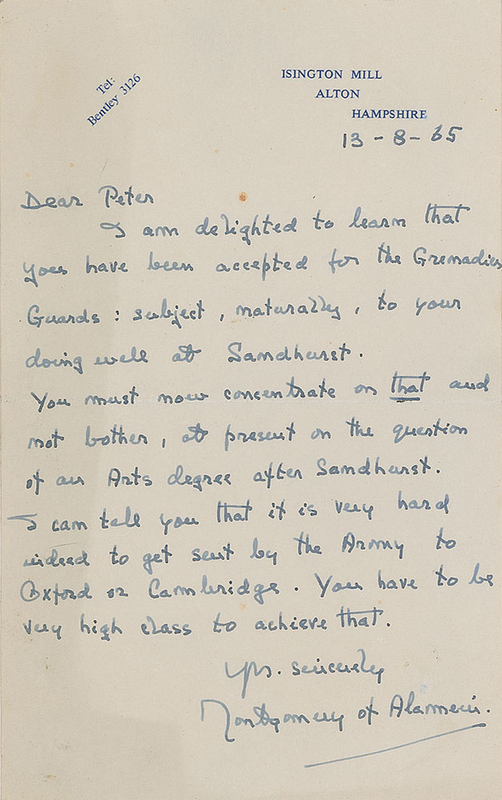 Tel:
Bentley 3126
ISINGTON MILL
ALTON
HAMPSHIRE
13-8-65
Dear Peter
I am delighted to learn that
you have been accepted for the Grenadier
Guards: subject, naturally, to your
doing well at Sandhurst.
You must now concentrate on that and
not bother, at present on the question
of an Arts degree after Sandhurst.
I can tell you that it is very hard
indeed to get sent by the Army to
Oxford or Cambridge. You have to be
very high class to achieve that.
Yrs. sincerely
Montgomery of Alamein.